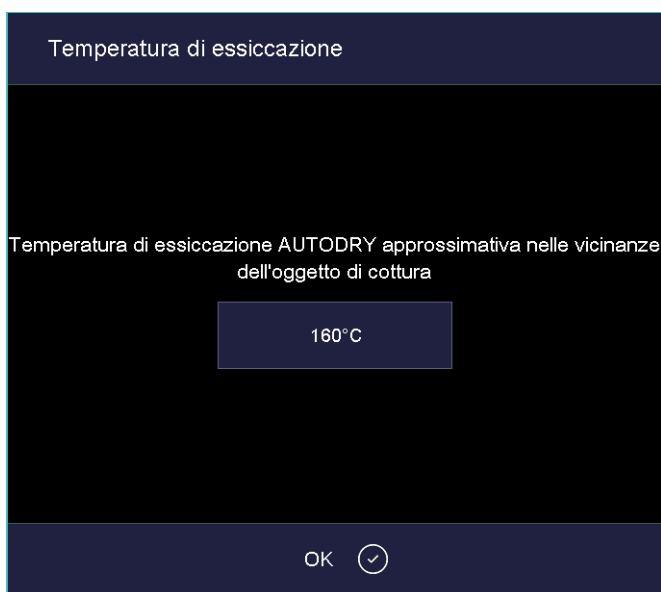 Temperatura di essiccazione
Temperatura di essiccazione AUTODRY approssimativa nelle vicinanze
dell'oggetto di cottura
160°C
OK